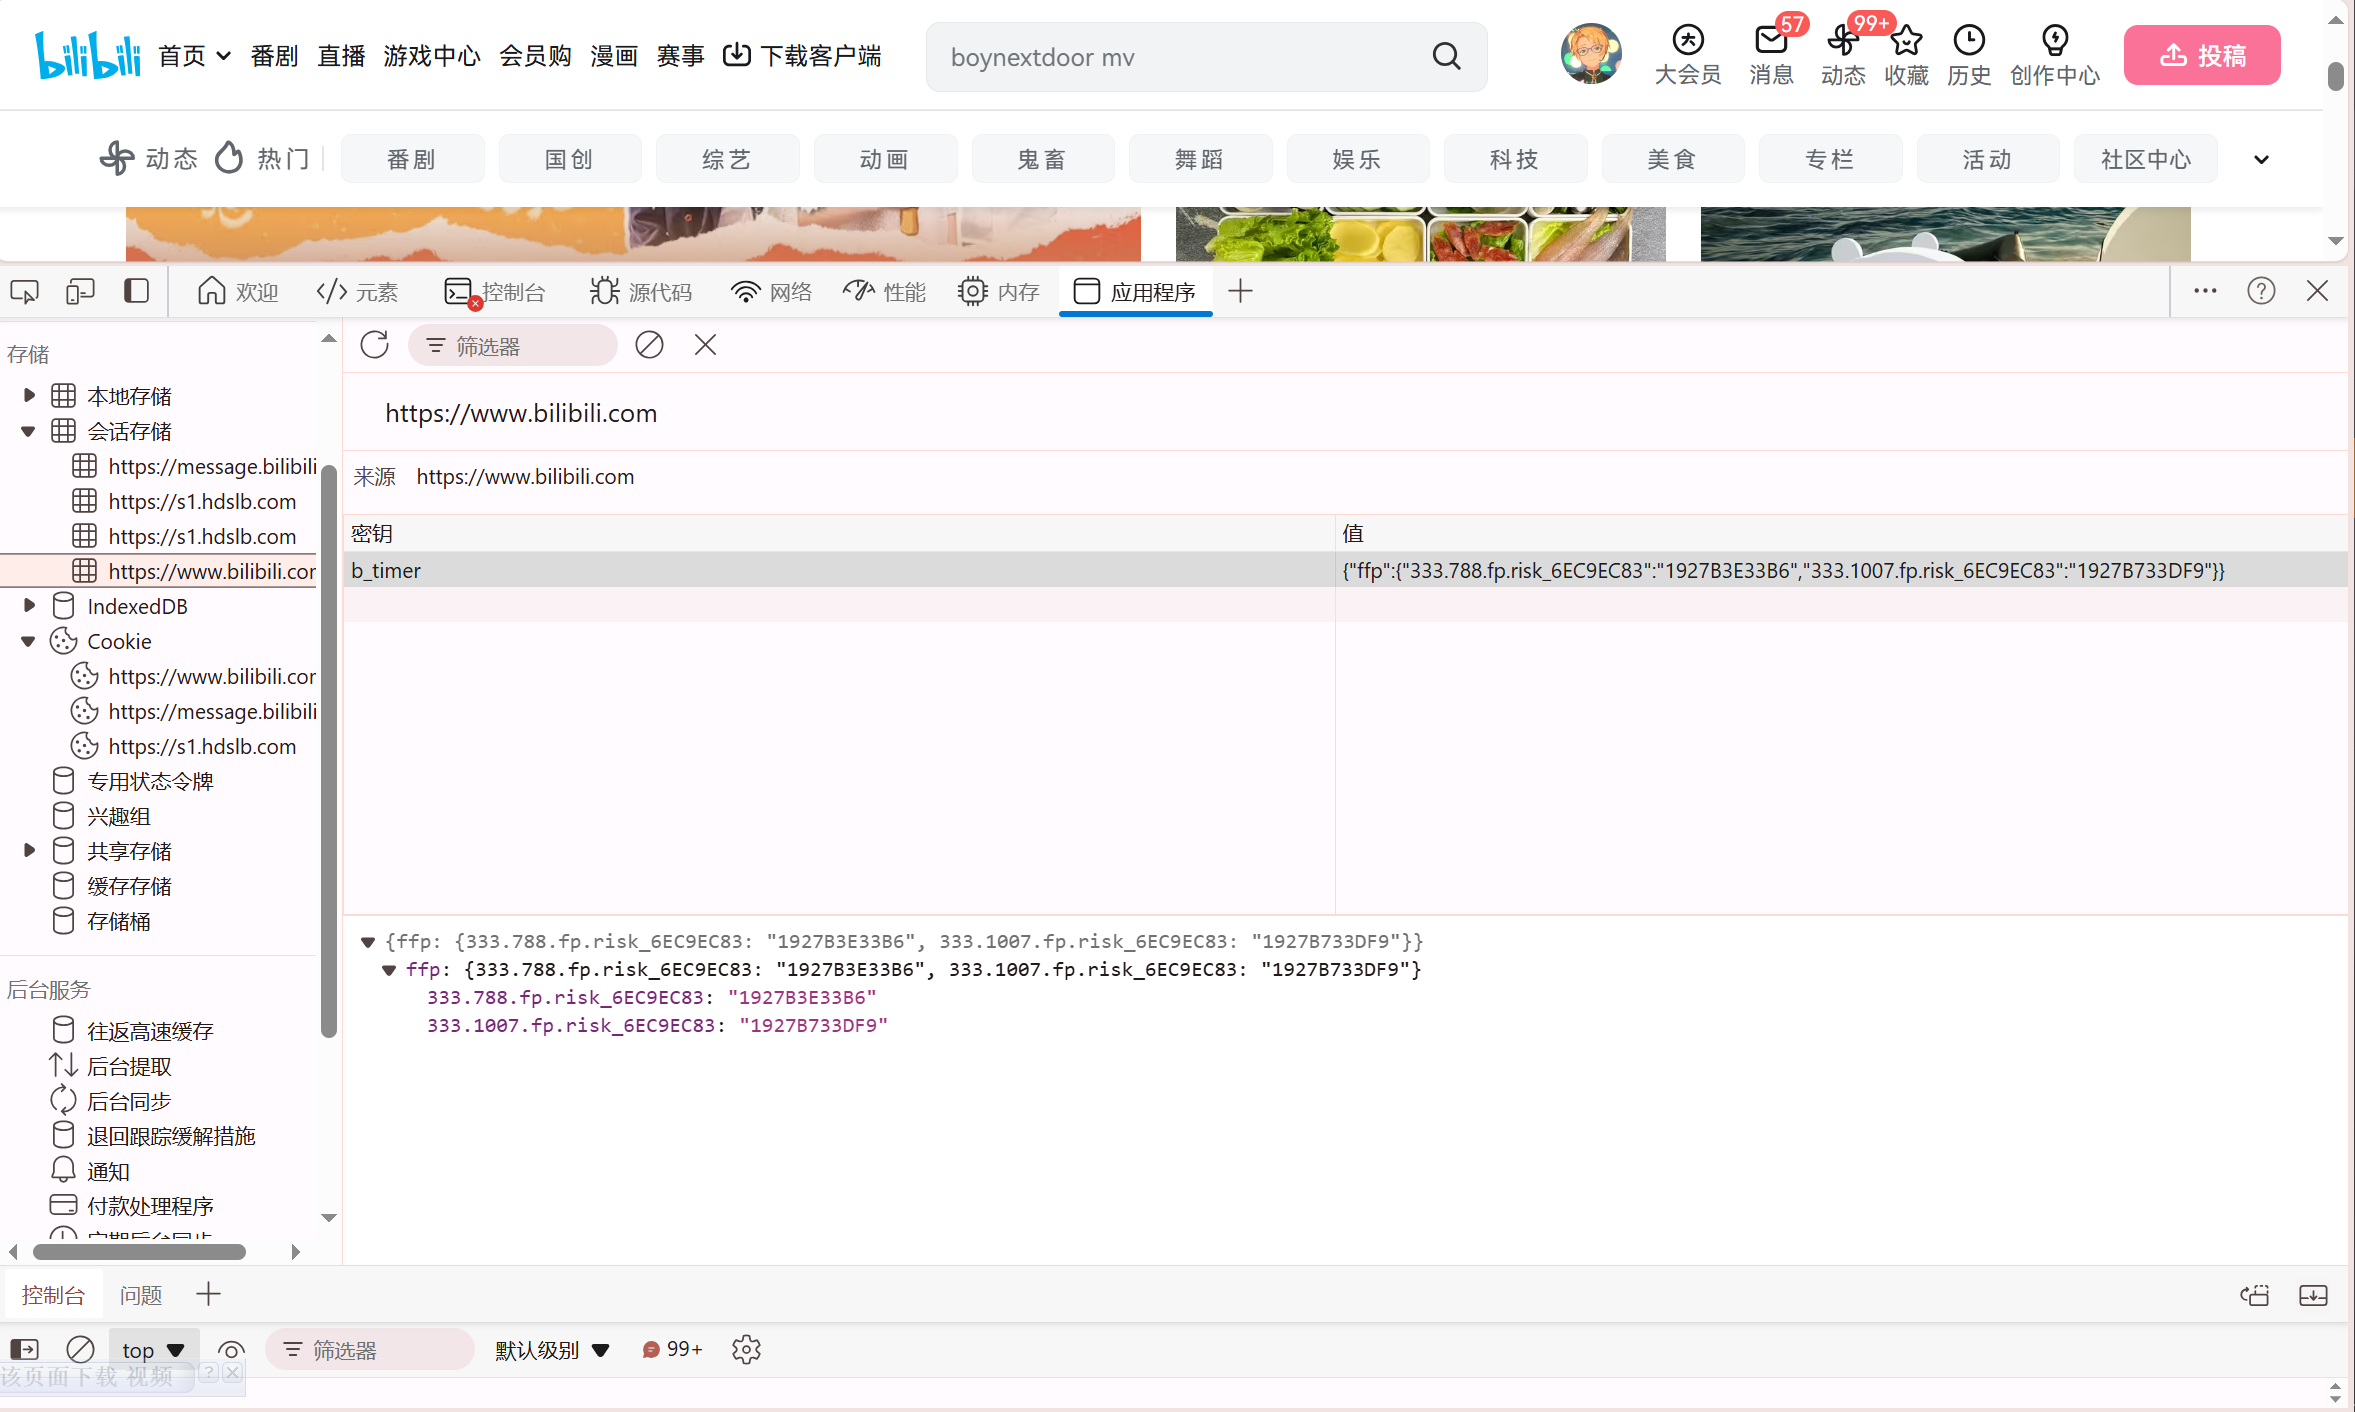 bilibili 首页 番剧 直播 游戏中心 会员购 漫画 赛事 下载客户端
boynextdoor mv
大会员 57 消息 99+ 动态 收藏 历史 创作中心 投稿
动态 热门 番剧 国创 综艺 动画 鬼畜 舞蹈 娱乐 科技 美食 专栏 活动 社区中心
欢迎 元素 控制台 源代码 网络 性能 内存 应用程序
存储
本地存储
会话存储
https://message.bilibili
https://s1.hdslb.com
https://s1.hdslb.com
https://www.bilibili.cor
IndexedDB
Cookie
https://www.bilibili.cor
https://message.bilibili
https://s1.hdslb.com
专用状态令牌
兴趣组
共享存储
缓存存储
存储桶
后台服务
往返高速缓存
后台提取
后台同步
退回跟踪缓解措施
通知
付款处理程序
定期后台同步
筛选器
https://www.bilibili.com
来源 https://www.bilibili.com
密钥 值
b_timer {"ffp":{"333.788.fp.risk_6EC9EC83":"1927B3E33B6","333.1007.fp.risk_6EC9EC83":"1927B733DF9"}}
{ffp: {333.788.fp.risk_6EC9EC83: "1927B3E33B6", 333.1007.fp.risk_6EC9EC83: "1927B733DF9"}}
ffp: {333.788.fp.risk_6EC9EC83: "1927B3E33B6", 333.1007.fp.risk_6EC9EC83: "1927B733DF9"}
333.788.fp.risk_6EC9EC83: "1927B3E33B6"
333.1007.fp.risk_6EC9EC83: "1927B733DF9"
控制台 问题
top 筛选器 默认级别 99+
该页面下载 视频 ?